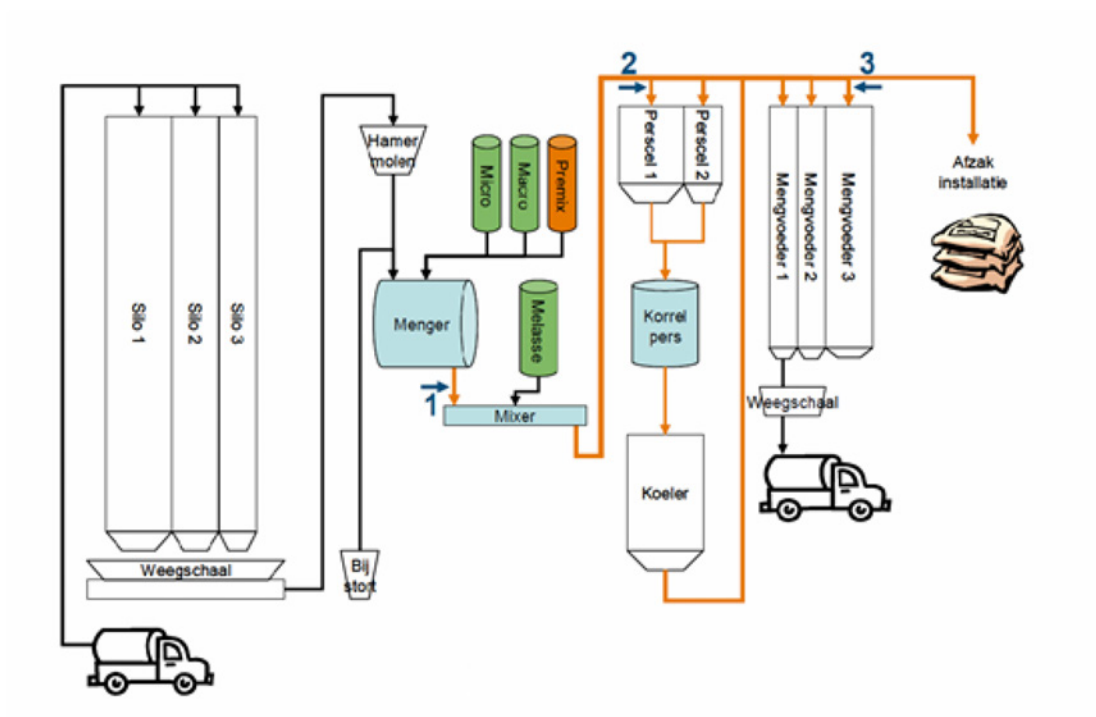 2
3
Hamer
molen
Micro
Macro
Premix
Perscel 1
Perscel 2
Mengvoeder 1
Mengvoeder 2
Mengvoeder 3
Afzak
installatie
Silo 1
Silo 2
Silo 3
Menger
Melasse
Korrel
pers
1
Mixer
Weegschaal
Koeler
Weegschaal
Bij
stort